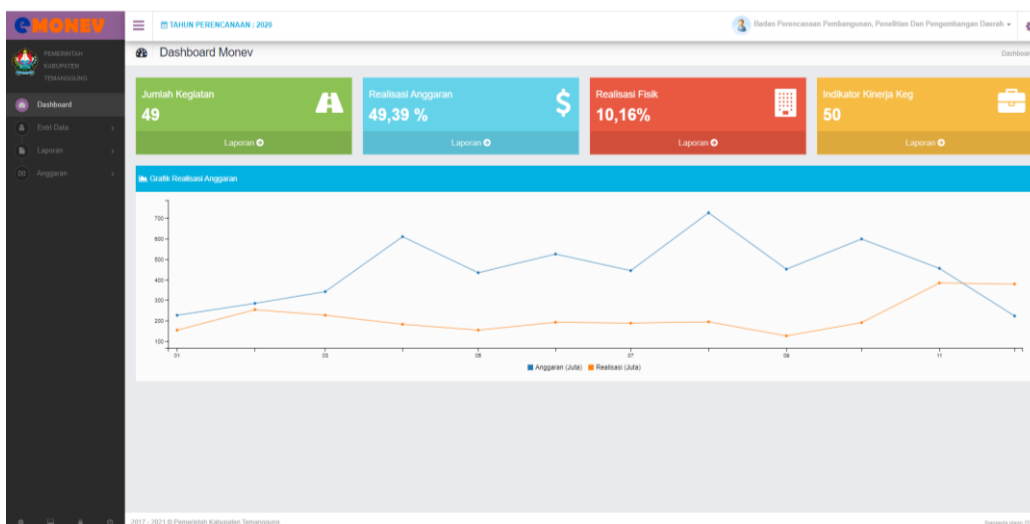 eMONEV
TAHUN PERENCANAAN : 2020
Badan Perencanaan Pembangunan, Penelitian Dan Pengembangan Daerah
PEMERINTAH
KABUPATEN
TEMANGGUNG
Dashboard Monev
Dashboar
Dashboard
Entri Data
Laporan
Anggaran
Jumlah Kegiatan
49
Laporan
Realisasi Anggaran
49,39 %
Laporan
Realisasi Fisik
10,16%
Laporan
Indikator Kinerja Keg
50
Laporan
Grafik Realisasi Anggaran
700
600
500
400
300
200
100
01
03
05
07
09
11
Anggaran (Juta)
Realisasi (Juta)
2017 - 2021 © Pemerintah Kabupaten Temanggung